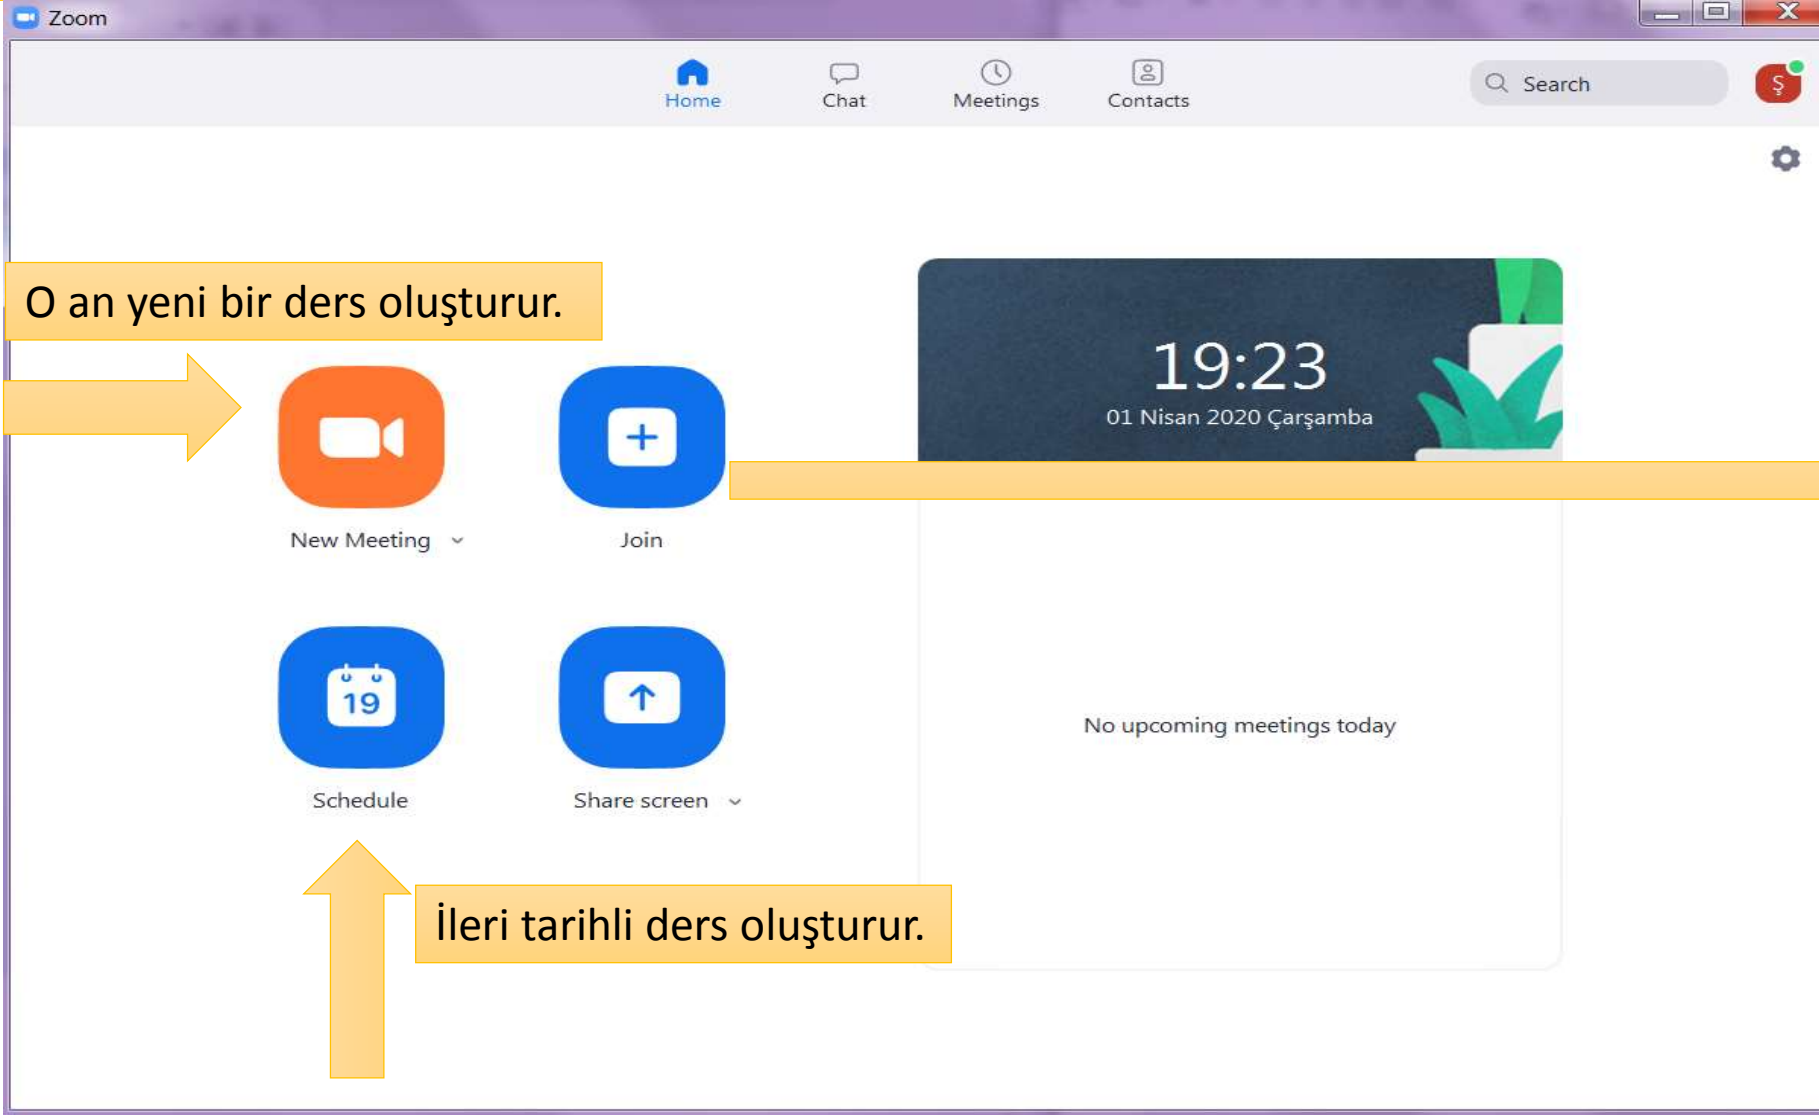 Zoom
Home
Chat
Meetings
Contacts
Search
Ş
O an yeni bir ders oluşturur.
19:23
01 Nisan 2020 Çarşamba
New Meeting
Join
19
No upcoming meetings today
Schedule
Share screen
İleri tarihli ders oluşturur.